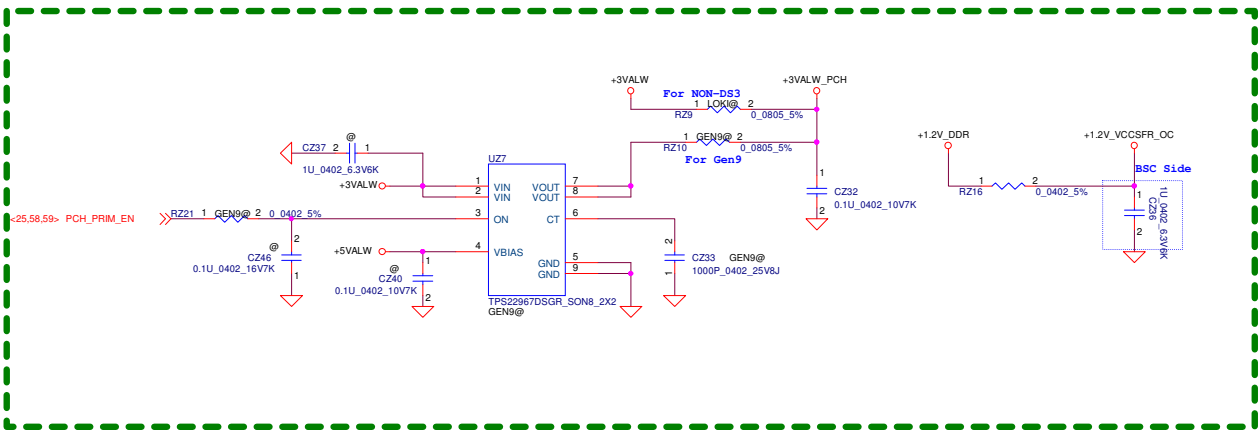 +3VALW
+3VALW_PCH
For NON-DS3
1 LOKI@ 2
RZ9
0_0805_5%
+1.2V_DDR
+1.2V_VCCSFR_OC
1 GEN9@ 2
RZ10
0_0805_5%
For Gen9
@
CZ37 2 1
1U_0402_6.3V6K
UZ7
BSC Side
+3VALW
1 VIN VOUT 7
2 VIN VOUT 8
1
CZ32
0.1U_0402_10V7K
2
RZ16 1 2 0_0402_5%
1
CZ36
1U_0402_6.3V6K
2
<25,58,59> PCH_PRIM_EN
RZ21 1 GEN9@ 2 0_0402_5%
3 ON CT 6
@
2
CZ46
0.1U_0402_16V7K
1
+5VALW
4 VBIAS
@
1
CZ40
0.1U_0402_10V7K
2
GND 5
GND 9
2
CZ33 GEN9@
1000P_0402_25V8J
1
TPS22967DSGR_SON8_2X2
GEN9@